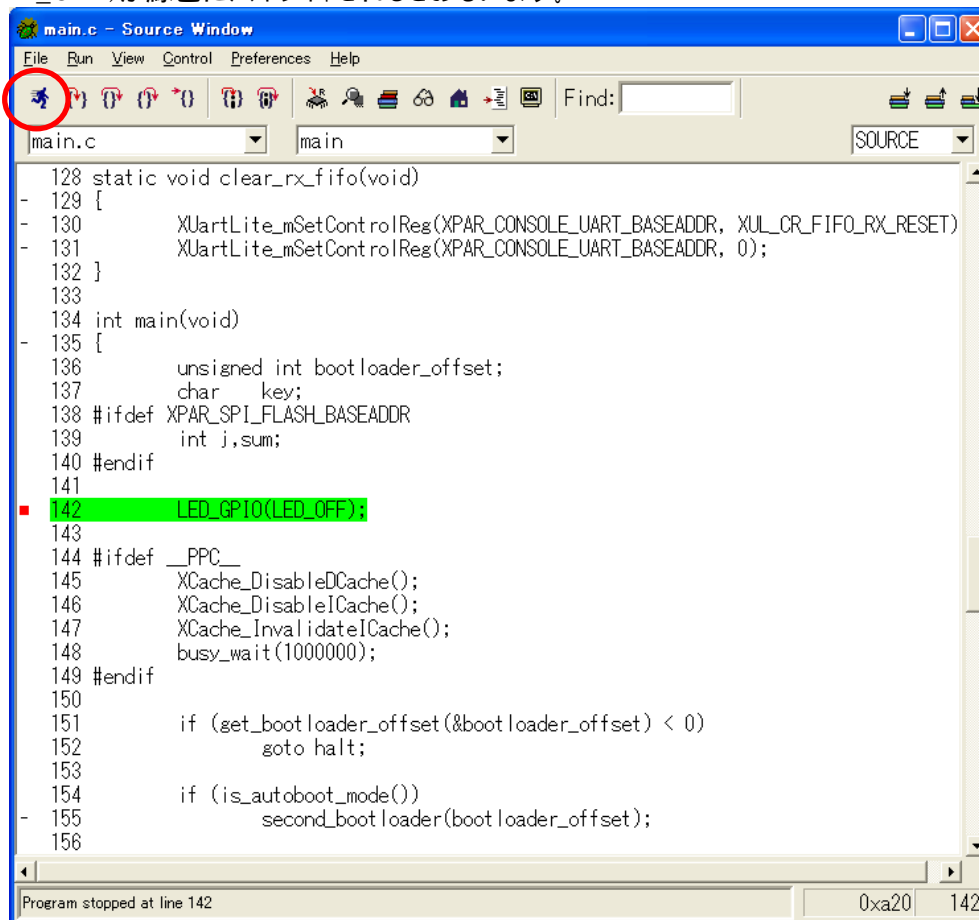 main.c - Source Window
File Run View Control Preferences Help
Find:
main.c main SOURCE
128 static void clear_rx_fifo(void)
- 129 {
- 130 XUartLite_mSetControlReg(XPAR_CONSOLE_UART_BASEADDR, XUL_CR_FIFO_RX_RESET)
- 131 XUartLite_mSetControlReg(XPAR_CONSOLE_UART_BASEADDR, 0);
132 }
133
134 int main(void)
- 135 {
136 unsigned int bootloader_offset;
137 char key;
138 #ifdef XPAR_SPI_FLASH_BASEADDR
139 int j,sum;
140 #endif
141
142 LED_GPIO(LED_OFF);
143
144 #ifdef __PPC__
145 XCache_DisableDCache();
146 XCache_DisableICache();
147 XCache_InvalidateICache();
148 busy_wait(1000000);
149 #endif
150
151 if (get_bootloader_offset(&bootloader_offset) < 0)
152 goto halt;
153
154 if (is_autoboot_mode())
- 155 second_bootloader(bootloader_offset);
156
Program stopped at line 142 0xa20 142